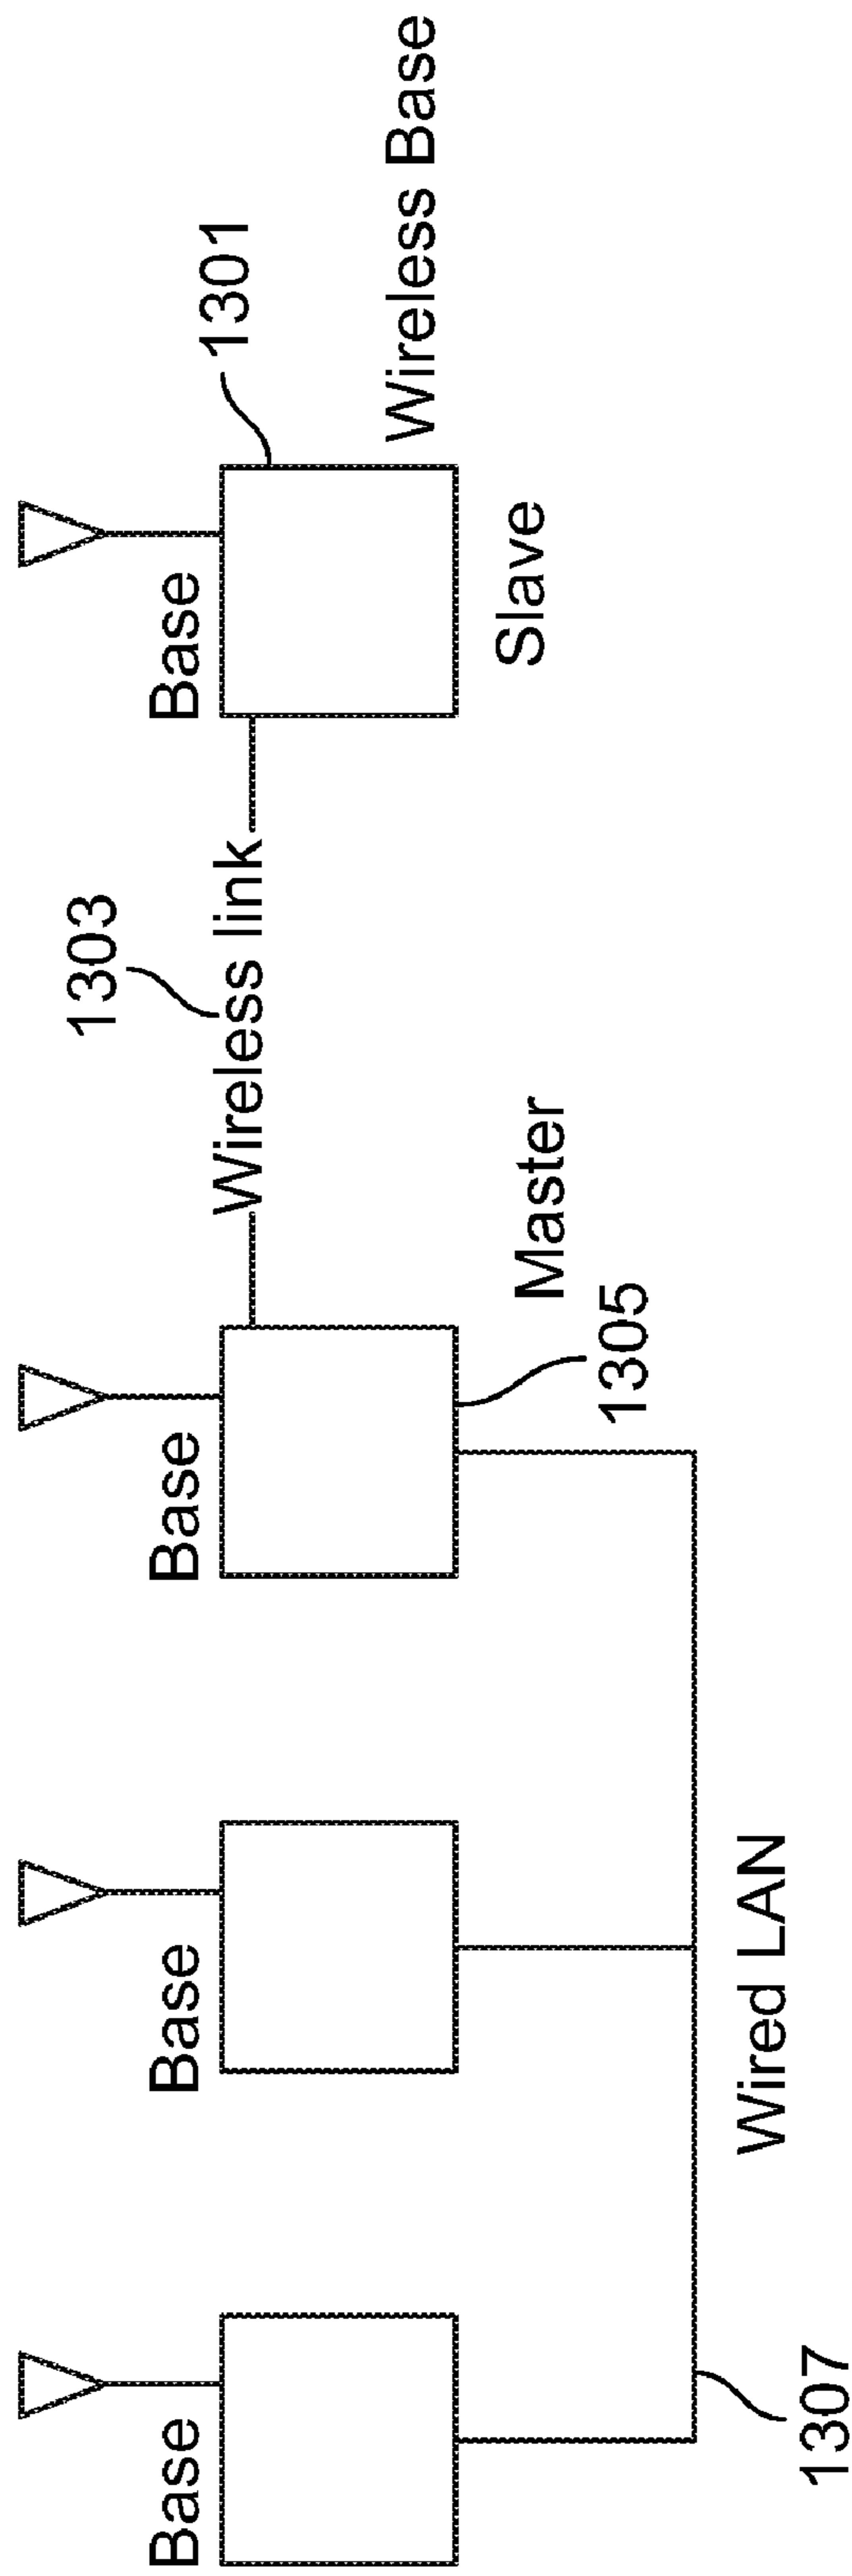 Base
Base
Base
1303
Base
1301
Wireless link
Wireless Base
Master
Slave
1305
Wired LAN
1307